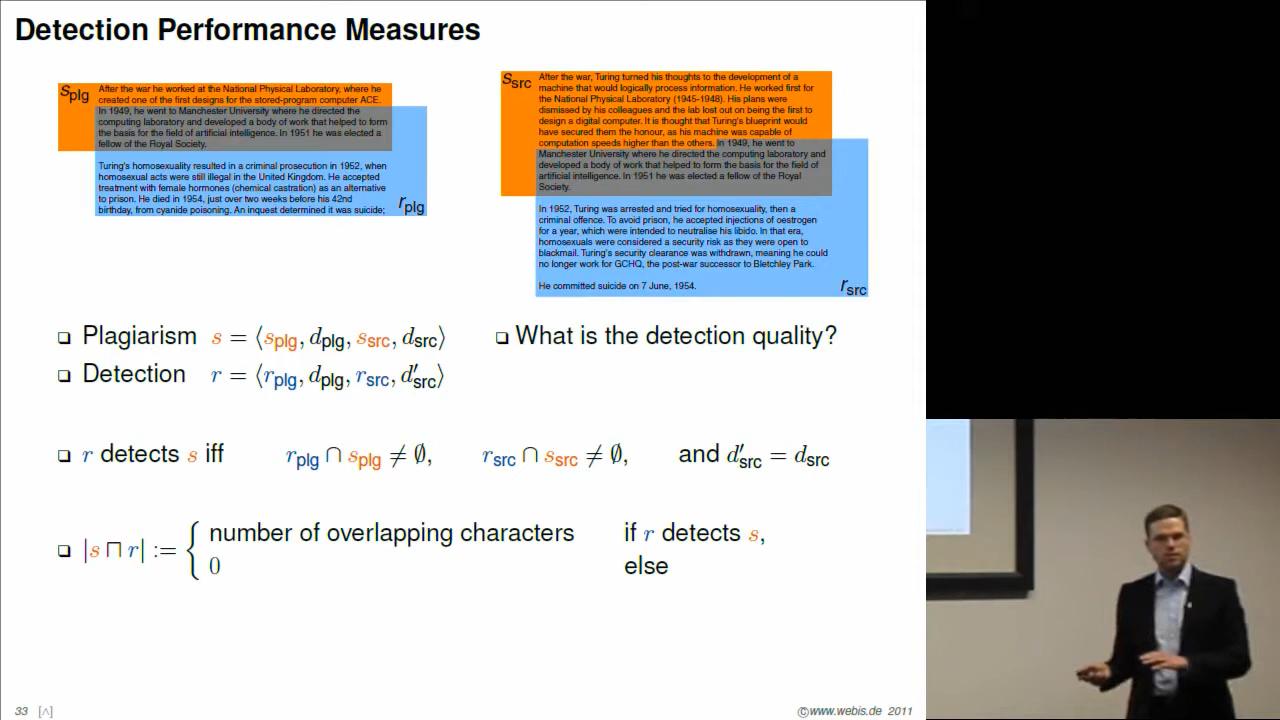 Detection Performance Measures
s_plg
After the war he worked at the National Physical Laboratory, where he
created one of the first designs for the stored-program computer ACE.
In 1949, he went to Manchester University where he directed the
computing laboratory and developed a body of work that helped to form
the basis for the field of artificial intelligence. In 1951 he was elected a
fellow of the Royal Society.
Turing's homosexuality resulted in a criminal prosecution in 1952, when
homosexual acts were still illegal in the United Kingdom. He accepted
treatment with female hormones (chemical castration) as an alternative
to prison. He died in 1954, just over two weeks before his 42nd
birthday, from cyanide poisoning. An inquest determined it was suicide;
r_plg
s_src
After the war, Turing turned his thoughts to the development of a
machine that would logically process information. He worked first for
the National Physical Laboratory (1945-1948). His plans were
dismissed by his colleagues and the lab lost out on being the first to
design a digital computer. It is thought that Turing's blueprint would
have secured them the honour, as his machine was capable of
computation speeds higher than the others. In 1949, he went to
Manchester University where he directed the computing laboratory and
developed a body of work that helped to form the basis for the field of
artificial intelligence. In 1951 he was elected a fellow of the Royal
Society.
In 1952, Turing was arrested and tried for homosexuality, then a
criminal offence. To avoid prison, he accepted injections of oestrogen
for a year, which were intended to neutralise his libido. In that era,
homosexuals were considered a security risk as they were open to
blackmail. Turing's security clearance was withdrawn, meaning he could
no longer work for GCHQ, the post-war successor to Bletchley Park.
He committed suicide on 7 June, 1954.
r_src
❑ Plagiarism s = ⟨s_plg, d_plg, s_src, d_src⟩
❑ Detection r = ⟨r_plg, d_plg, r_src, d′_src⟩
❑ What is the detection quality?
❑ r detects s iff r_plg ∩ s_plg ≠ ∅, r_src ∩ s_src ≠ ∅, and d′_src = d_src
❑ |s ⊓ r| := { number of overlapping characters if r detects s,
0 else
33 [∧] ©www.webis.de 2011